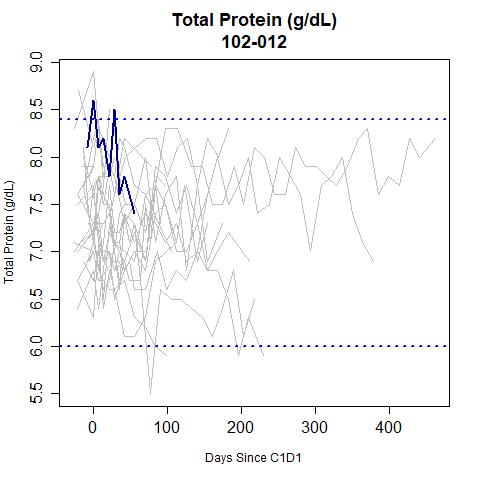 Total Protein (g/dL)
102-012
Total Protein (g/dL)
9.0
8.5
8.0
7.5
7.0
6.5
6.0
5.5
0 100 200 300 400
Days Since C1D1